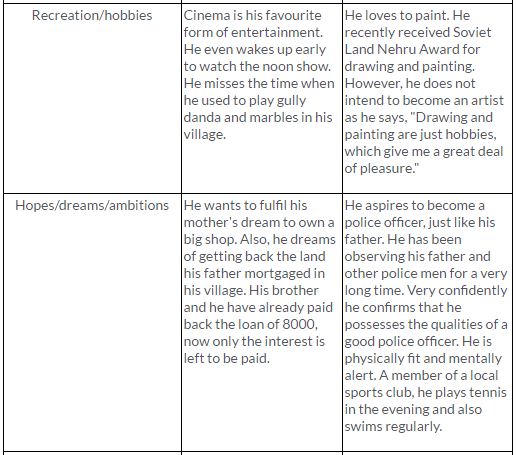 Recreation/hobbies
Cinema is his favourite
form of entertainment.
He even wakes up early
to watch the noon show.
He misses the time when
he used to play gully
danda and marbles in his
village.
He loves to paint. He
recently received Soviet
Land Nehru Award for
drawing and painting.
However, he does not
intend to become an artist
as he says, "Drawing and
painting are just hobbies,
which give me a great deal
of pleasure."
Hopes/dreams/ambitions
He wants to fulfil his
mother's dream to own a
big shop. Also, he dreams
of getting back the land
his father mortgaged in
his village. His brother
and he have already paid
back the loan of 8000,
now only the interest is
left to be paid.
He aspires to become a
police officer, just like his
father. He has been
observing his father and
other police men for a very
long time. Very confidently
he confirms that he
possesses the qualities of a
good police officer. He is
physically fit and mentally
alert. A member of a local
sports club, he plays tennis
in the evening and also
swims regularly.